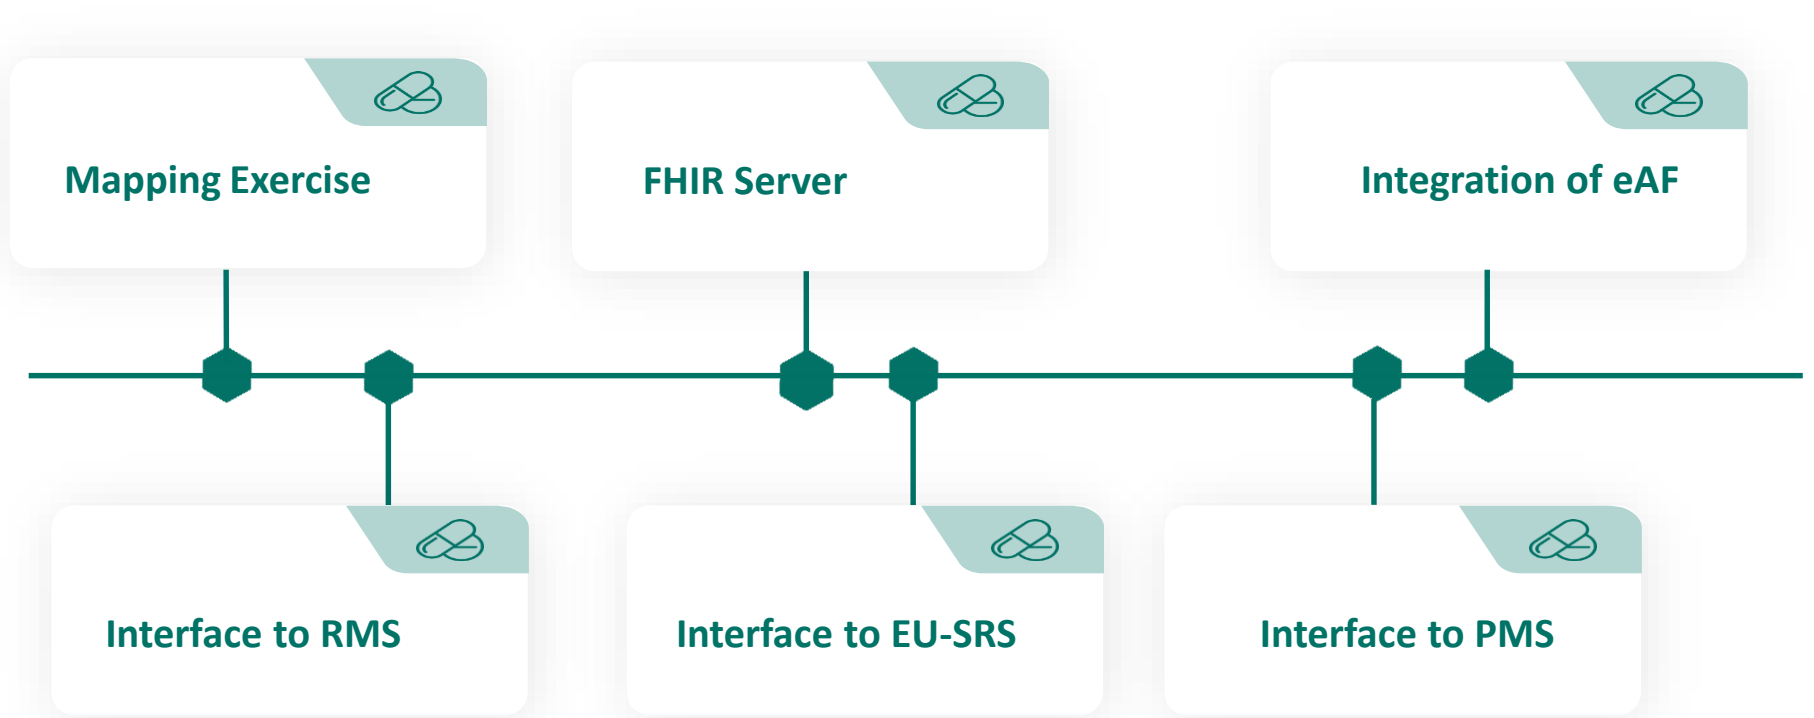 Mapping Exercise
FHIR Server
Integration of eAF
Interface to RMS
Interface to EU-SRS
Interface to PMS